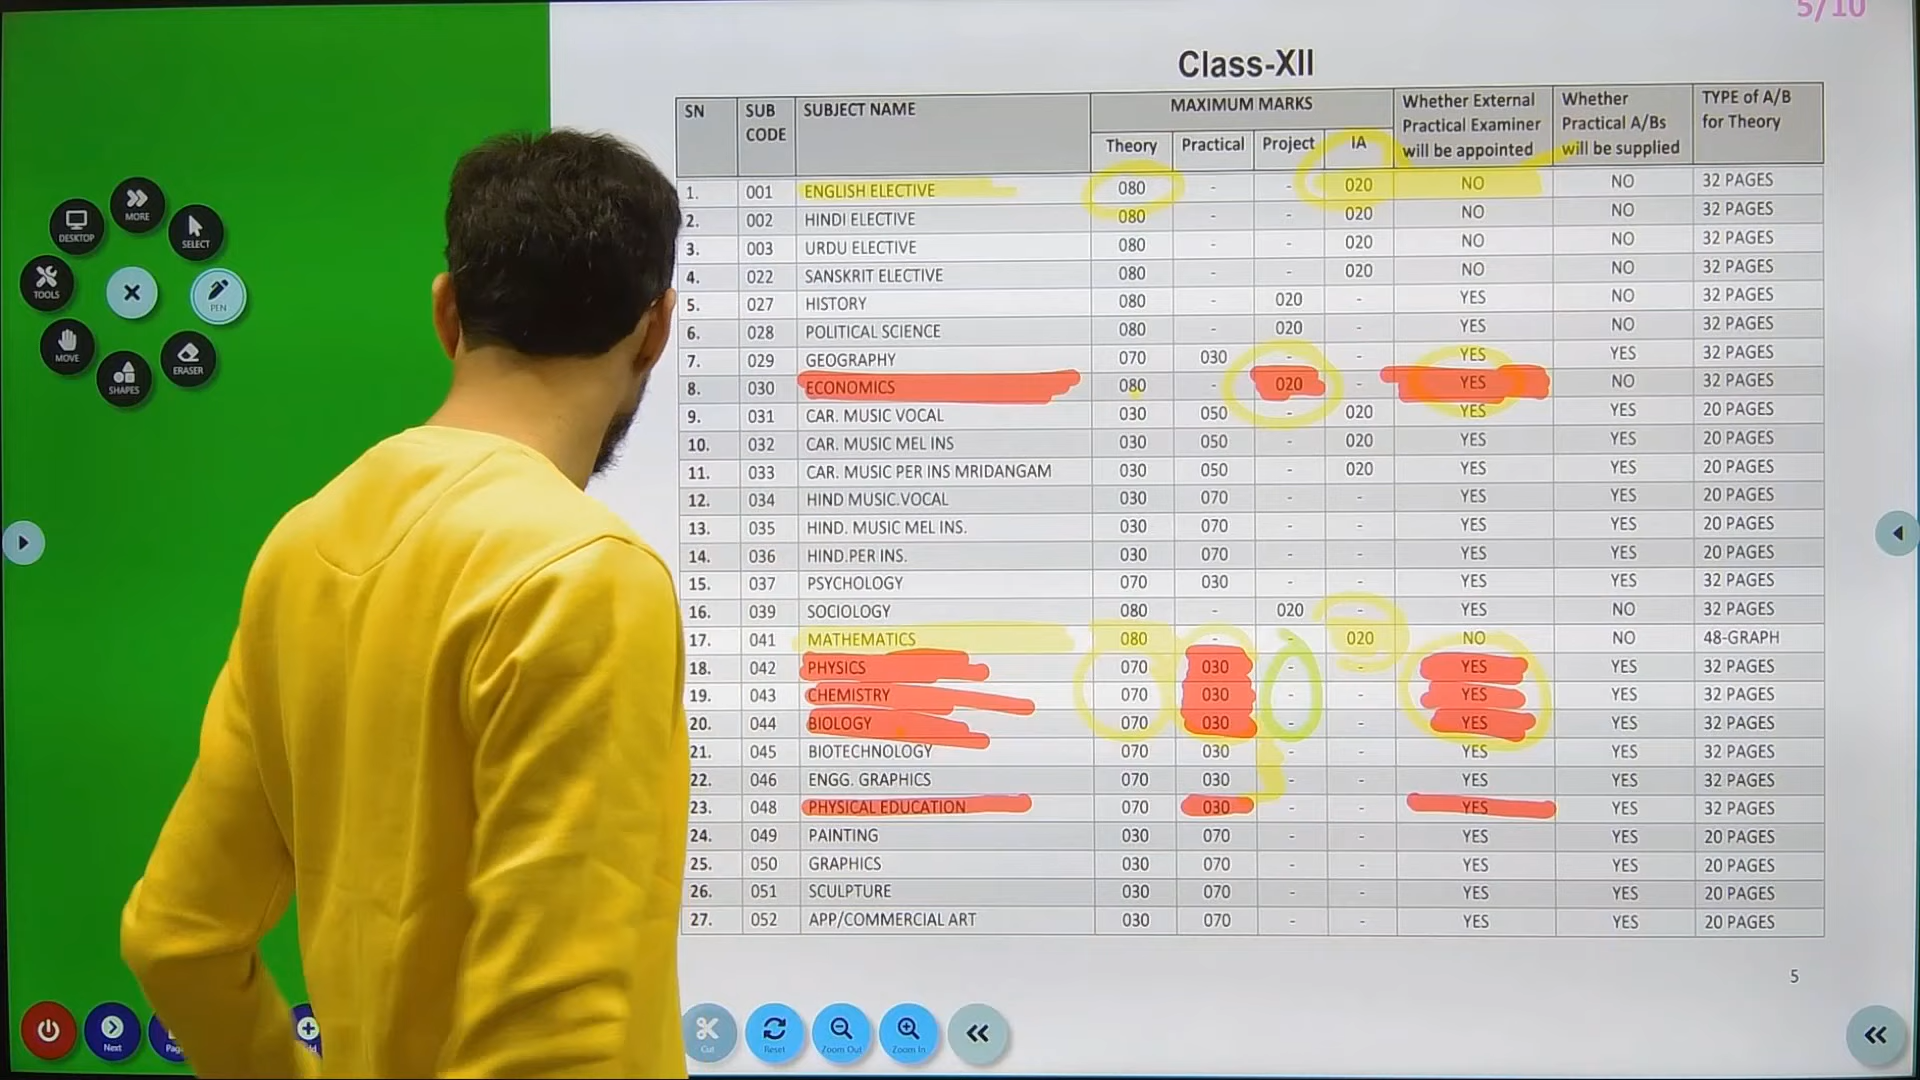 5/10
Class-XII
SN SUB CODE SUBJECT NAME MAXIMUM MARKS Whether External Practical Examiner will be appointed Whether Practical A/Bs will be supplied TYPE of A/B for Theory
Theory Practical Project IA
1. 001 ENGLISH ELECTIVE 080 - - 020 NO NO 32 PAGES
2. 002 HINDI ELECTIVE 080 - - 020 NO NO 32 PAGES
3. 003 URDU ELECTIVE 080 - - 020 NO NO 32 PAGES
4. 022 SANSKRIT ELECTIVE 080 - - 020 NO NO 32 PAGES
5. 027 HISTORY 080 - 020 - YES NO 32 PAGES
6. 028 POLITICAL SCIENCE 080 - 020 - YES NO 32 PAGES
7. 029 GEOGRAPHY 070 030 - - YES YES 32 PAGES
8. 030 ECONOMICS 080 - 020 - YES NO 32 PAGES
9. 031 CAR. MUSIC VOCAL 030 050 - 020 YES YES 20 PAGES
10. 032 CAR. MUSIC MEL INS 030 050 - 020 YES YES 20 PAGES
11. 033 CAR. MUSIC PER INS MRIDANGAM 030 050 - 020 YES YES 20 PAGES
12. 034 HIND MUSIC.VOCAL 030 070 - - YES YES 20 PAGES
13. 035 HIND. MUSIC MEL INS. 030 070 - - YES YES 20 PAGES
14. 036 HIND.PER INS. 030 070 - - YES YES 20 PAGES
15. 037 PSYCHOLOGY 070 030 - - YES YES 32 PAGES
16. 039 SOCIOLOGY 080 - 020 - YES NO 32 PAGES
17. 041 MATHEMATICS 080 - - 020 NO NO 48-GRAPH
18. 042 PHYSICS 070 030 - - YES YES 32 PAGES
19. 043 CHEMISTRY 070 030 - - YES YES 32 PAGES
20. 044 BIOLOGY 070 030 - - YES YES 32 PAGES
21. 045 BIOTECHNOLOGY 070 030 - - YES YES 32 PAGES
22. 046 ENGG. GRAPHICS 070 030 - - YES YES 32 PAGES
23. 048 PHYSICAL EDUCATION 070 030 - - YES YES 32 PAGES
24. 049 PAINTING 030 070 - - YES YES 20 PAGES
25. 050 GRAPHICS 030 070 - - YES YES 20 PAGES
26. 051 SCULPTURE 030 070 - - YES YES 20 PAGES
27. 052 APP/COMMERCIAL ART 030 070 - - YES YES 20 PAGES
5
MORE
DESKTOP
SELECT
TOOLS
PEN
MOVE
ERASER
SHAPES
Next
Cut
Reset
Zoom Out
Zoom In